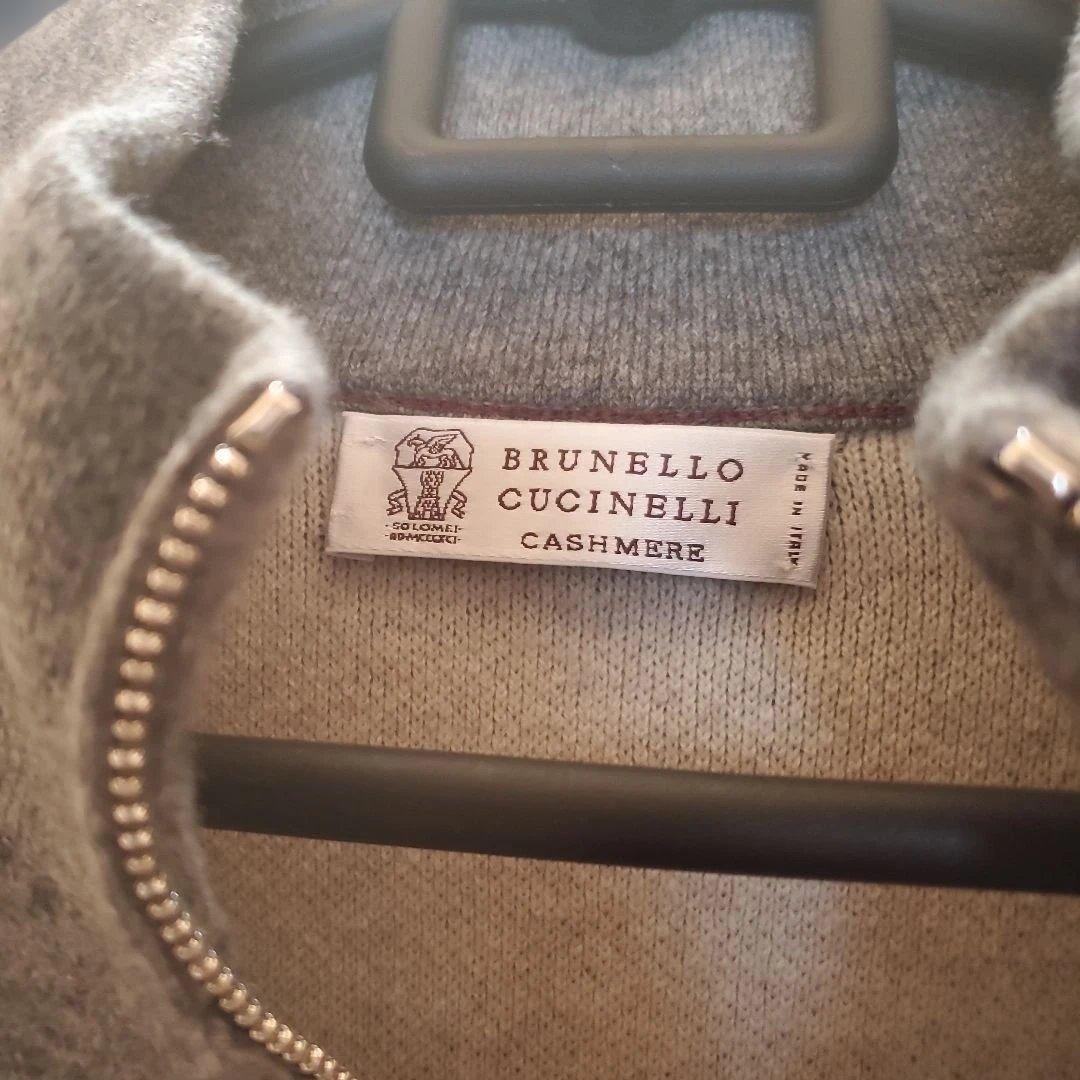 BRUNELLO
CUCINELLI
CASHMERE
·SOLOMEI·
MADE IN ITALY